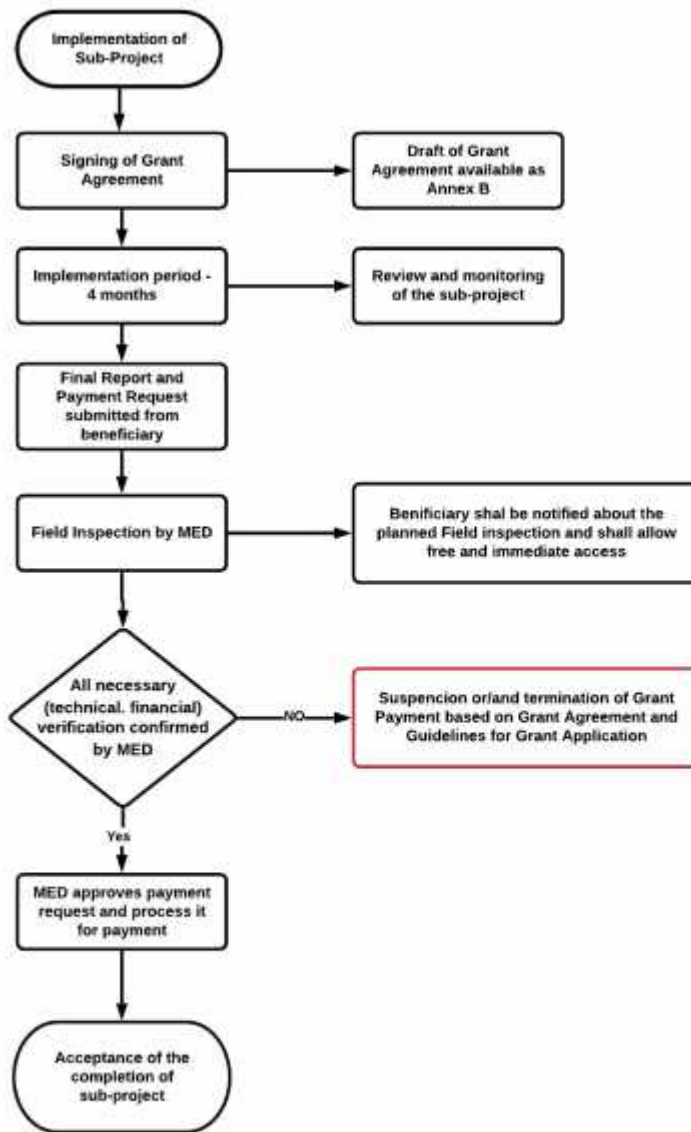 Implementation of
Sub-Project
Signing of Grant
Agreement
Draft of Grant
Agreement available as
Annex B
Implementation period -
4 months
Review and monitoring
of the sub-project
Final Report and
Payment Request
submitted from
beneficiary
Field Inspection by MED
Benificiary shal be notified about the
planned Field inspection and shall allow
free and immediate access
All necessary
(technical. financial)
verification confirmed
by MED
NO
Suspencion or/and termination of Grant
Payment based on Grant Agreement and
Guidelines for Grant Application
Yes
MED approves payment
request and process it
for payment
Acceptance of the
completion of
sub-project